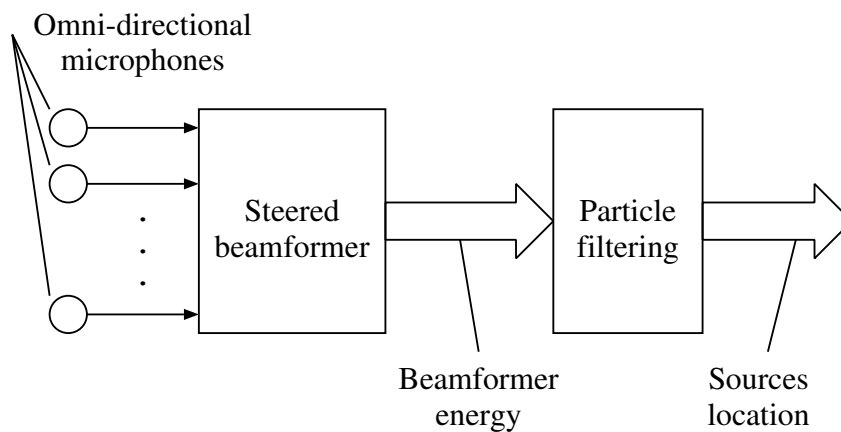 Omni-directional
microphones
Steered
beamformer
Particle
filtering
Beamformer
energy
Sources
location